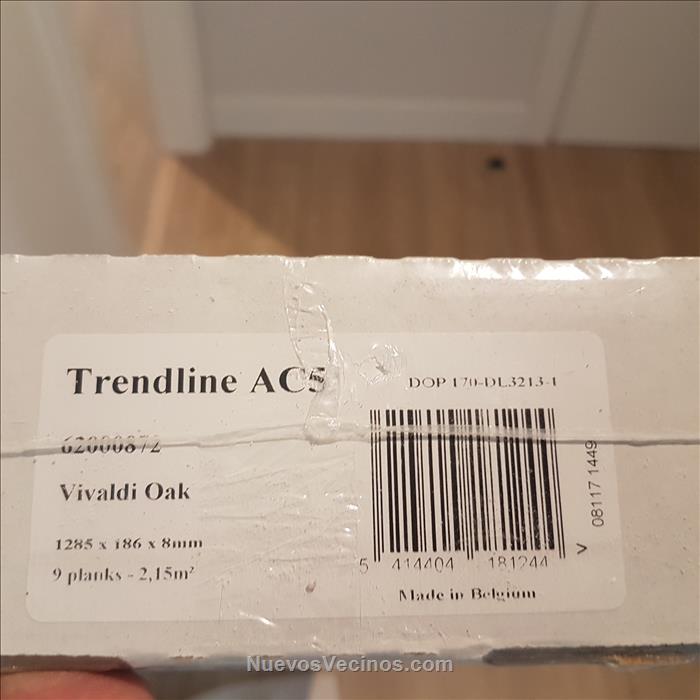 Trendline AC5
DOP 170-DL3213-1
62000872
Vivaldi Oak
1285 x 186 x 8mm
9 planks - 2,15m²
5 414404 181244
V 08117 1449
Made in Belgium
NuevosVecinos.com